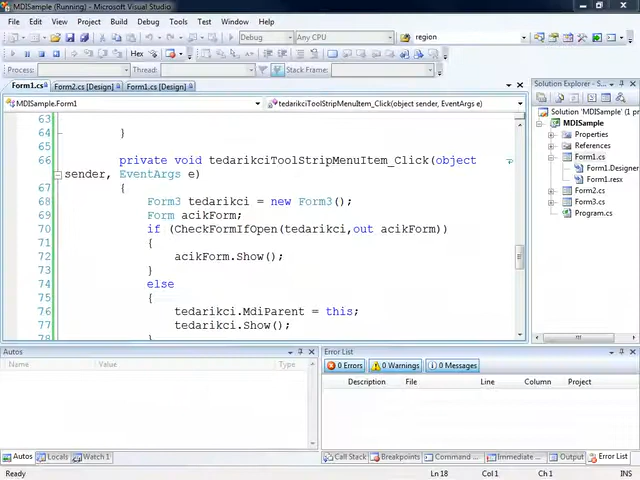 MDISample (Running) - Microsoft Visual Studio
File Edit View Project Build Debug Data Tools Test Window Help
Debug Any CPU region
Hex
Process: Thread: Stack Frame:
Form1.cs Form2.cs [Design] Form1.cs [Design]
MDISample.Form1 tedarikciToolStripMenuItem_Click(object sender, EventArgs e)
63
64 }
65
66 private void tedarikciToolStripMenuItem_Click(object
sender, EventArgs e)
67 {
68 Form3 tedarikci = new Form3();
69 Form acikForm;
70 if (CheckFormIfOpen(tedarikci,out acikForm))
71 {
72 acikForm.Show();
73 }
74 else
75 {
76 tedarikci.MdiParent = this;
77 tedarikci.Show();
78 }
Solution Explorer - Solution 'MDISam
Solution 'MDISample' (1 pr
MDISample
Properties
References
Form1.cs
Form1.Designer
Form1.resx
Form2.cs
Form3.cs
Program.cs
Autos
Name Value Type
Autos Locals Watch 1
Error List
0 Errors 0 Warnings 0 Messages
Description File Line Column Project
Call Stack Breakpoints Command ... Immediate ... Output Error List
Ready Ln 18 Col 1 Ch 1 INS